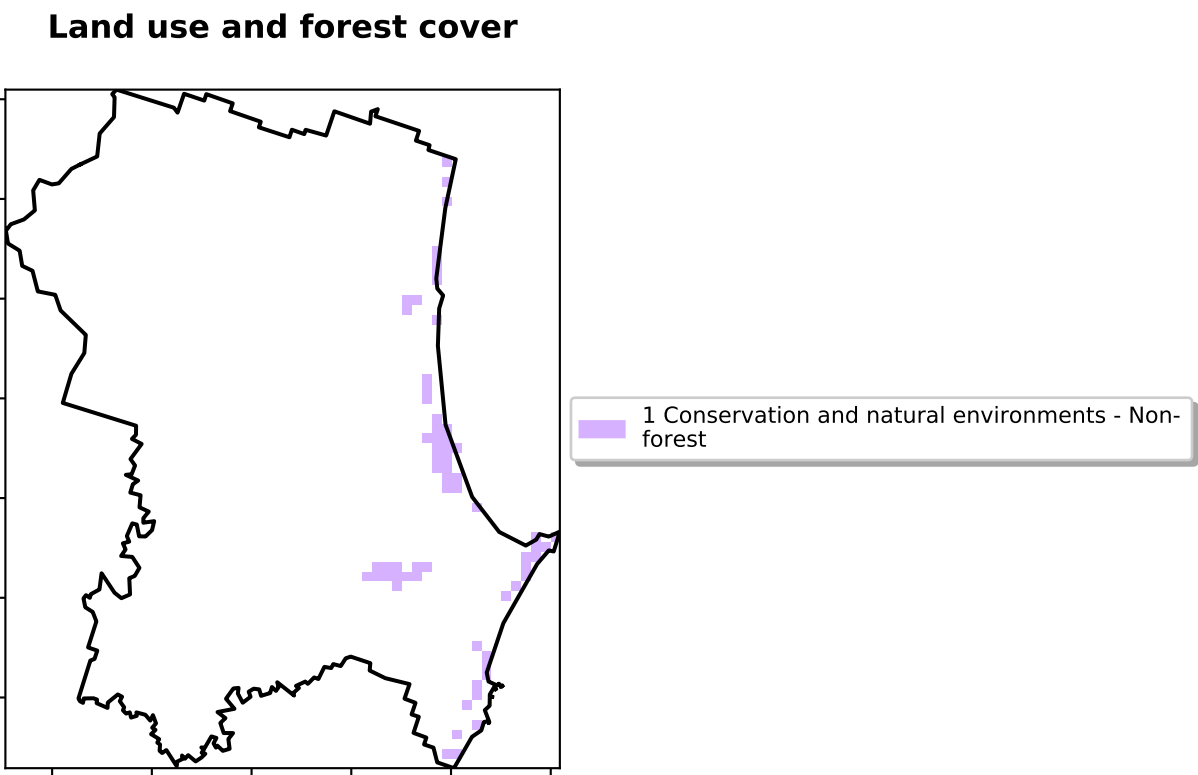 Land use and forest cover
1 Conservation and natural environments - Non-
forest